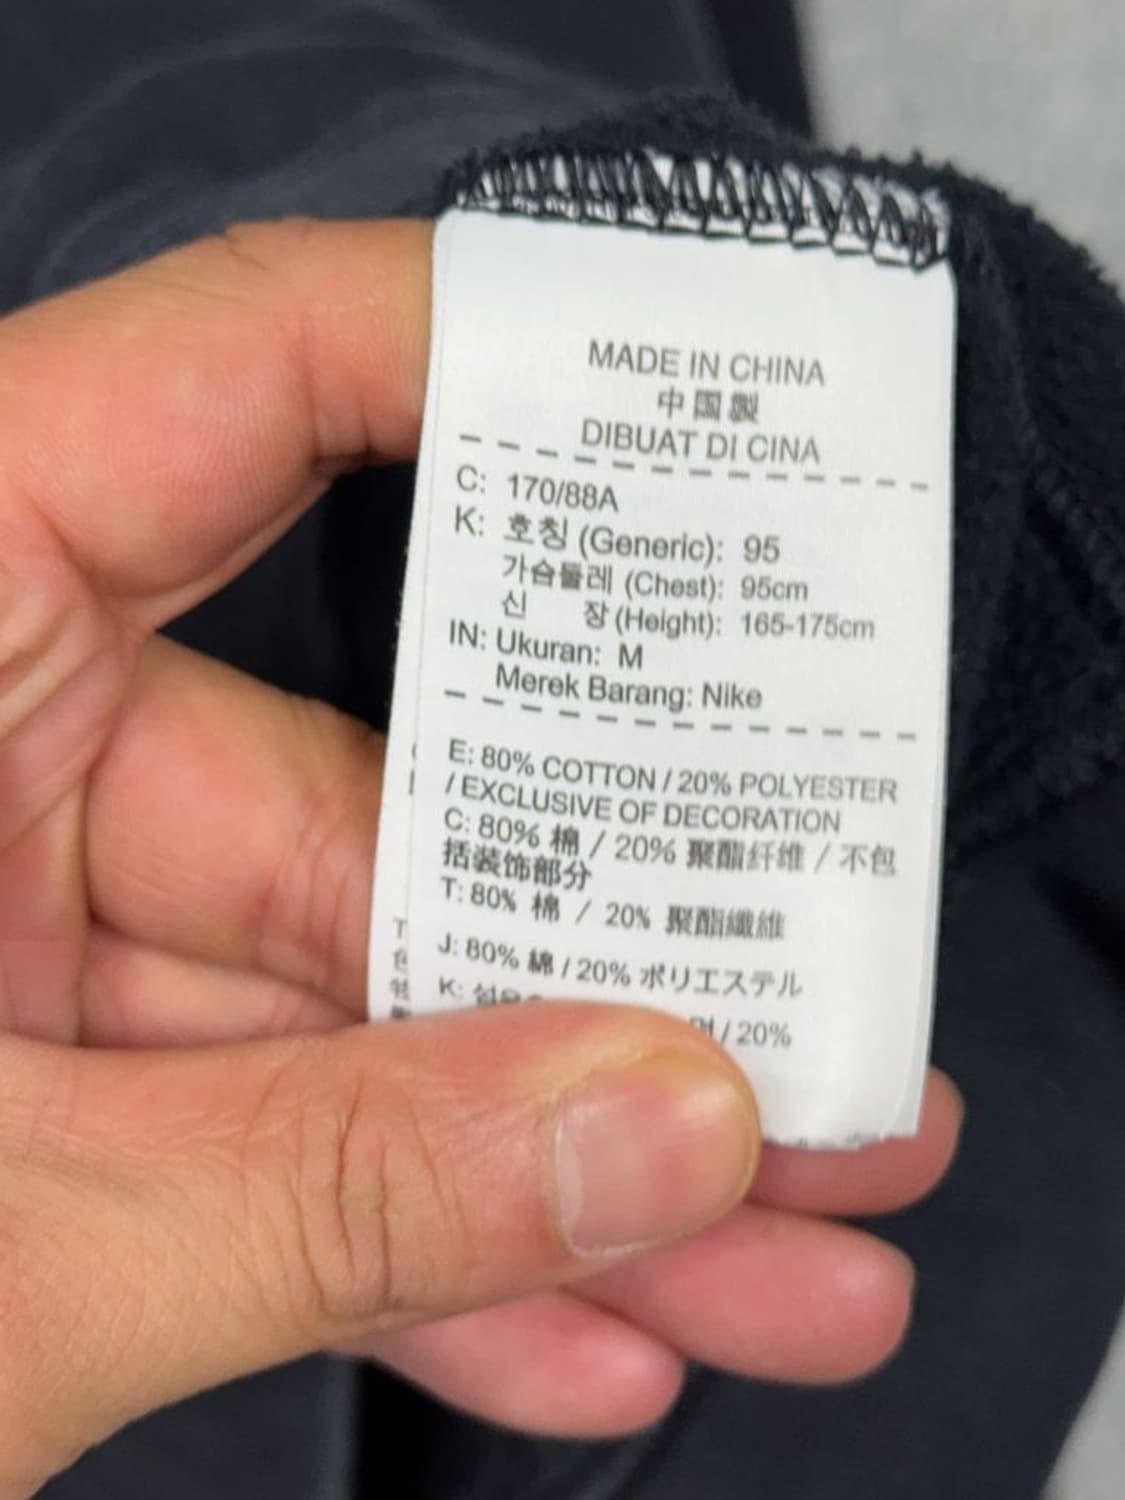 MADE IN CHINA
中国製
DIBUAT DI CINA
C: 170/88A
K: 호칭 (Generic): 95
가슴둘레 (Chest): 95cm
신 장 (Height): 165-175cm
IN: Ukuran: M
Merek Barang: Nike
E: 80% COTTON / 20% POLYESTER
/ EXCLUSIVE OF DECORATION
C: 80% 棉 / 20% 聚酯纤维 / 不包
括装饰部分
T: 80% 棉 / 20% 聚酯纖維
J: 80% 綿 / 20% ポリエステル
K: / 20%